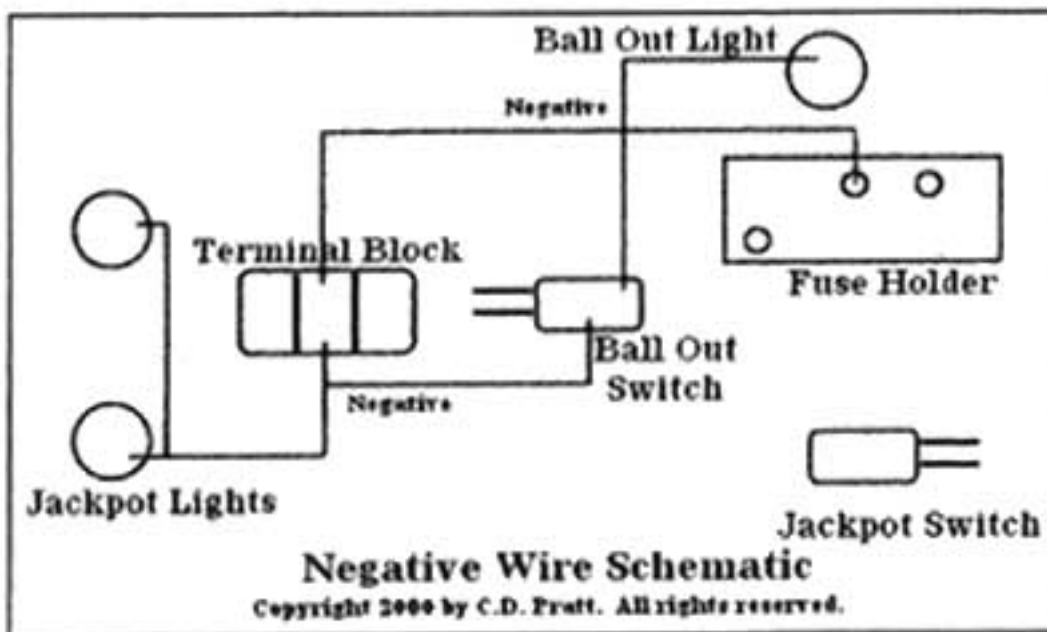 Ball Out Light
Negative
Terminal Block
Fuse Holder
Ball Out
Switch
Negative
Jackpot Lights
Jackpot Switch
Negative Wire Schematic
Copyright 2000 by C.D. Pratt. All rights reserved.